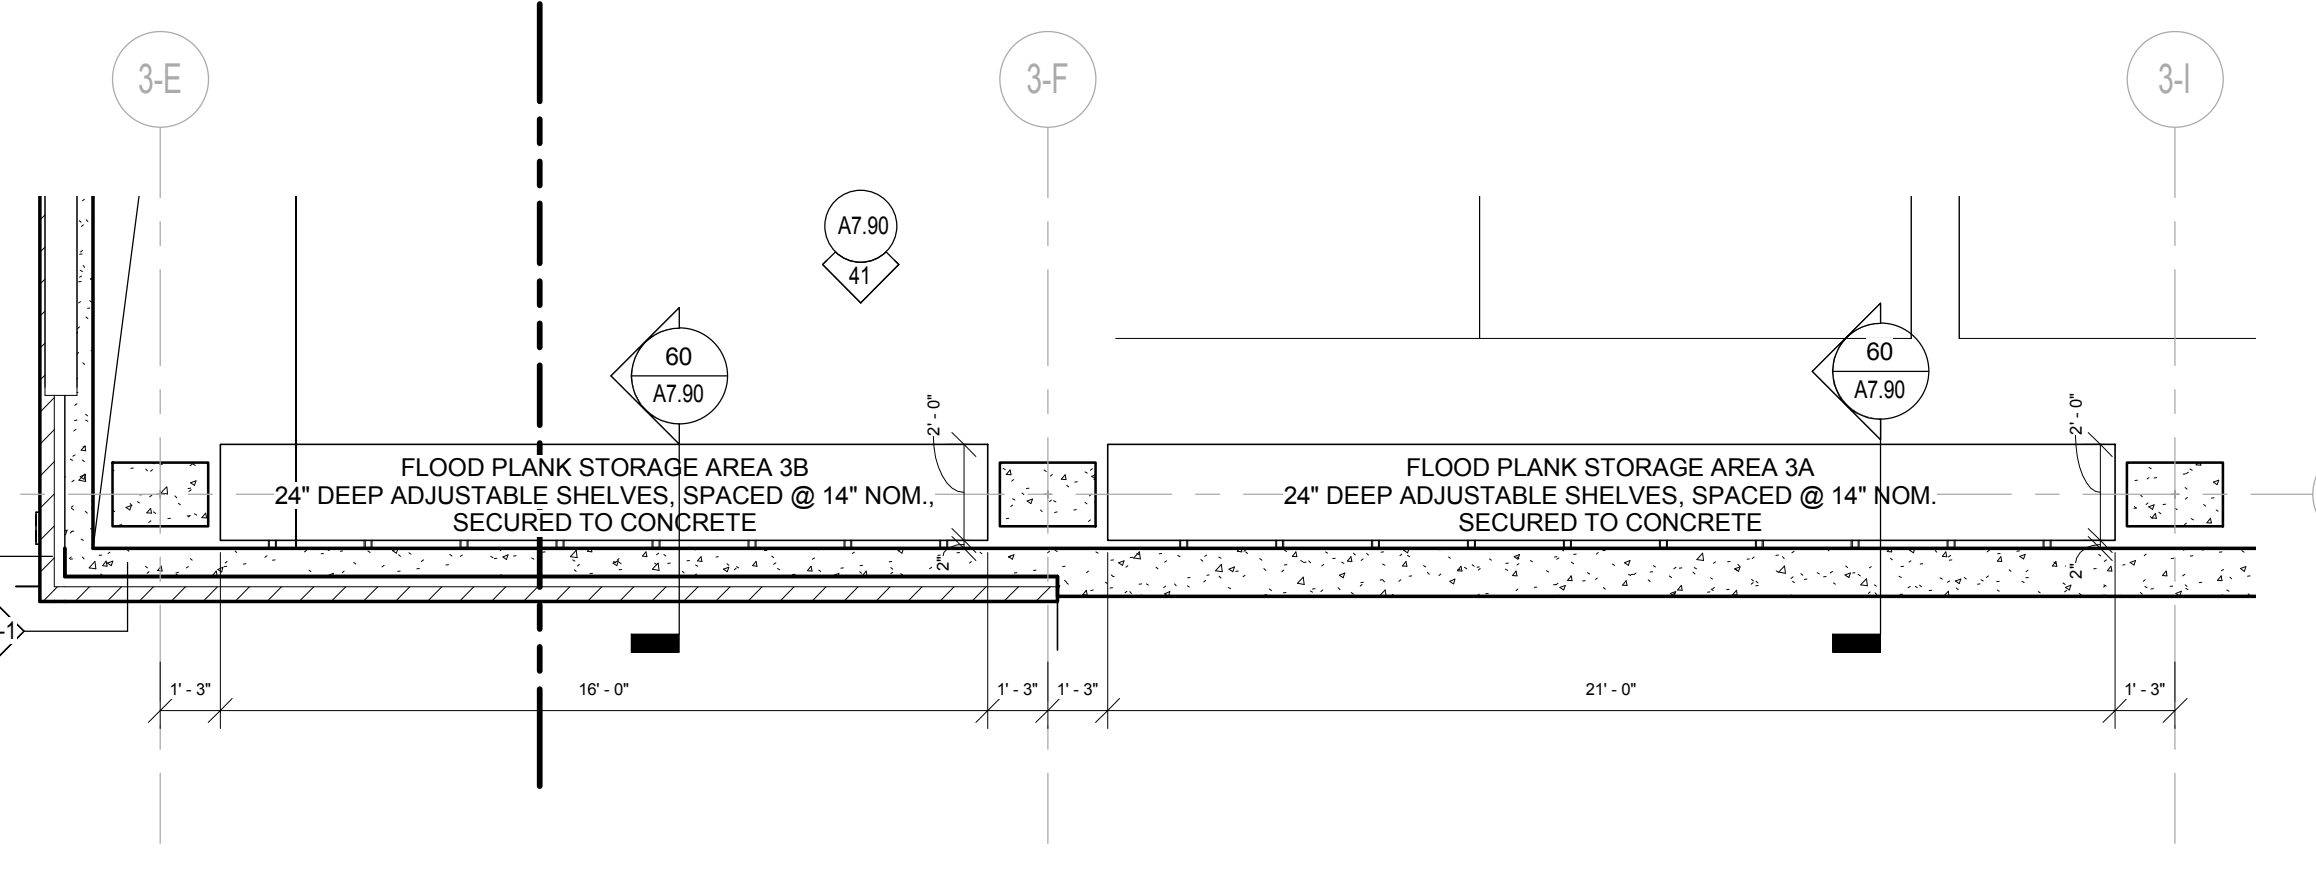 3-E
3-F
3-I
A7.90
41
60
A7.90
60
A7.90
2' - 0"
2' - 0"
FLOOD PLANK STORAGE AREA 3B
24" DEEP ADJUSTABLE SHELVES, SPACED @ 14" NOM.,
SECURED TO CONCRETE
FLOOD PLANK STORAGE AREA 3A
24" DEEP ADJUSTABLE SHELVES, SPACED @ 14" NOM.
SECURED TO CONCRETE
2"
2"
-1
1' - 3"
16' - 0"
1' - 3"
1' - 3"
21' - 0"
1' - 3"